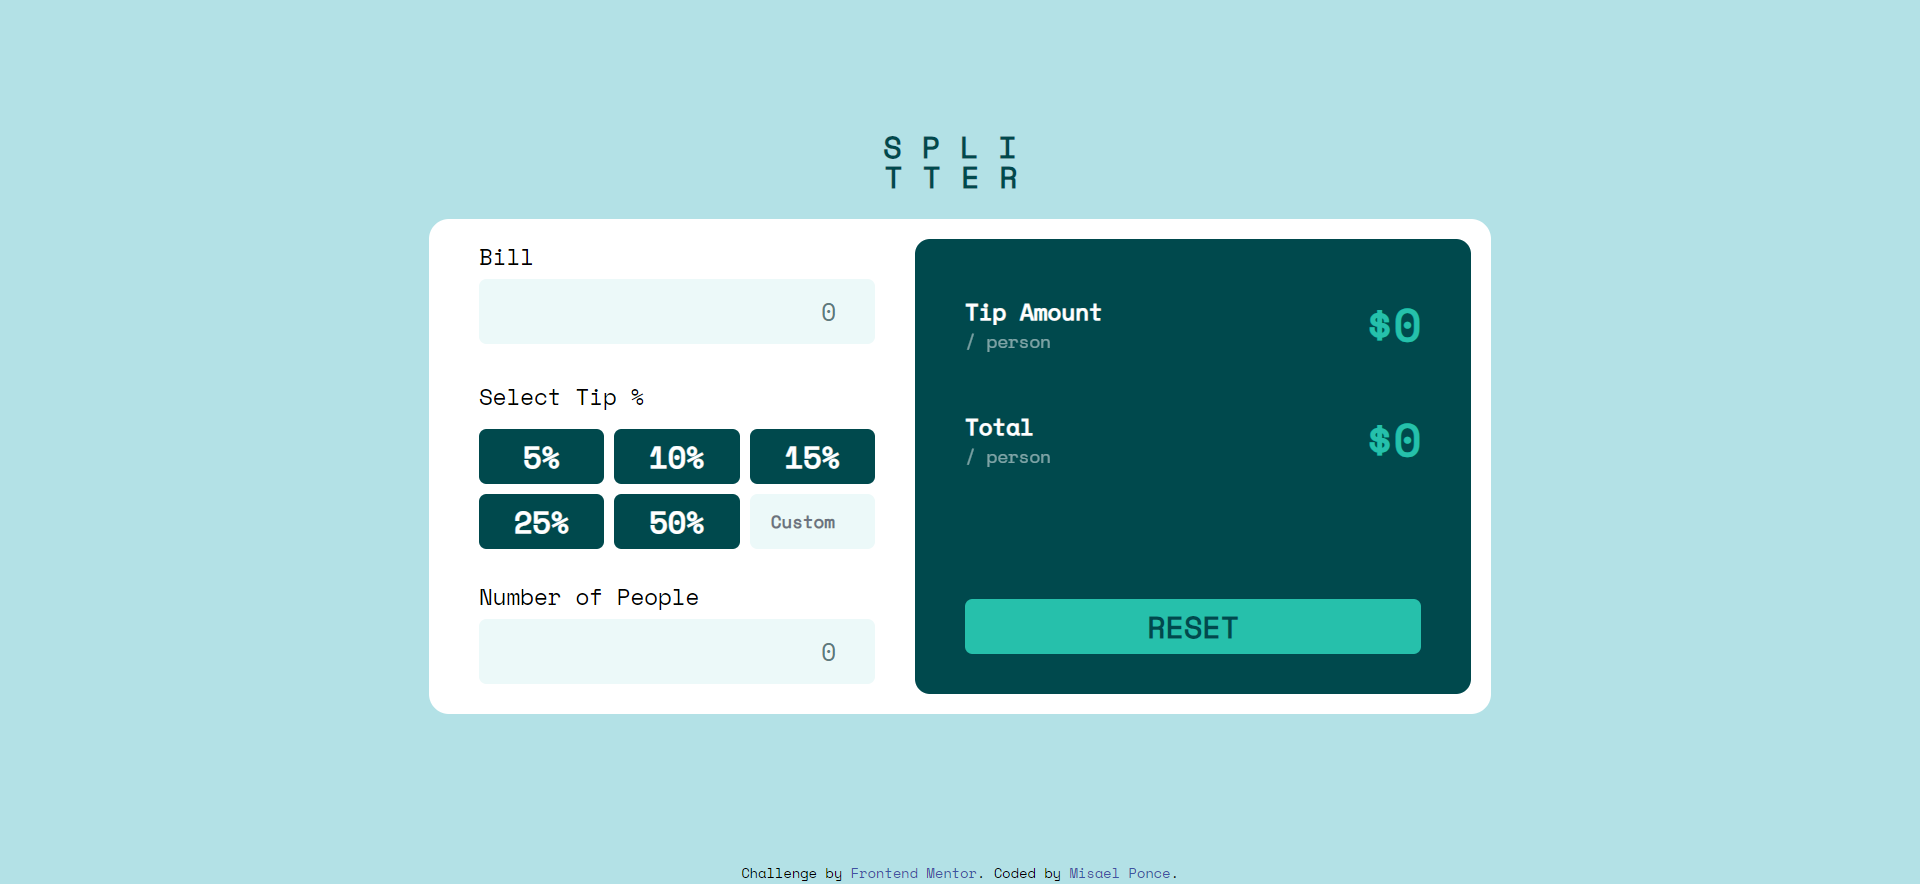 S P L I
T T E R
Bill
0
Select Tip %
5% 10% 15%
25% 50% Custom
Number of People
0
Tip Amount
/ person
$0
Total
/ person
$0
RESET
Challenge by Frontend Mentor. Coded by Misael Ponce.